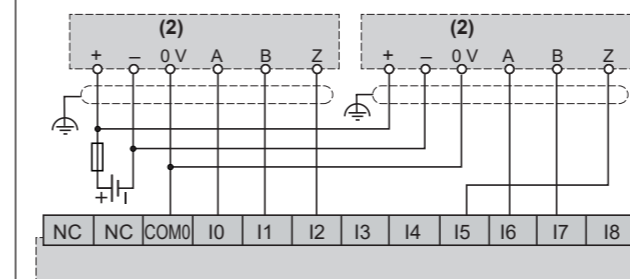 (2) (2)
+ – 0 V A B Z + – 0 V A B Z
+ –
NC NC COM0 I0 I1 I2 I3 I4 I5 I6 I7 I8